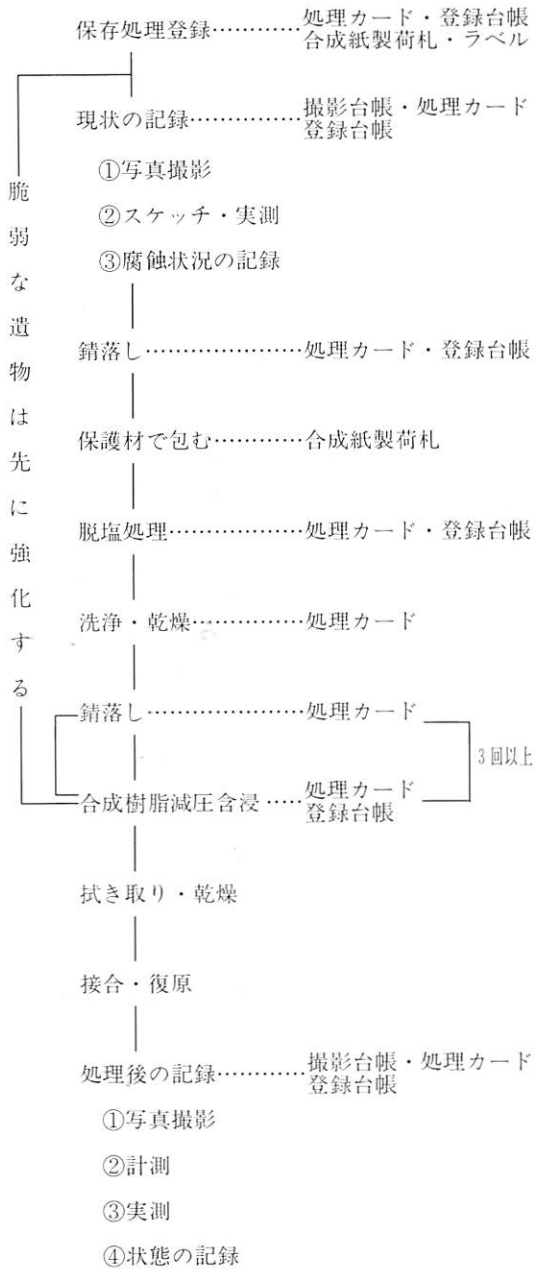 保存処理登録…………処理カード・登録台帳
合成紙製荷札・ラベル
現状の記録……………撮影台帳・処理カード
登録台帳
①写真撮影
②スケッチ・実測
③腐蝕状況の記録
脆弱な遺物は先に強化する
錆落し…………………処理カード・登録台帳
保護材で包む…………合成紙製荷札
脱塩処理………………処理カード・登録台帳
洗浄・乾燥……………処理カード
錆落し…………………処理カード
3回以上
合成樹脂減圧含浸……処理カード
登録台帳
拭き取り・乾燥
接合・復原
処理後の記録…………撮影台帳・処理カード
登録台帳
①写真撮影
②計測
③実測
④状態の記録